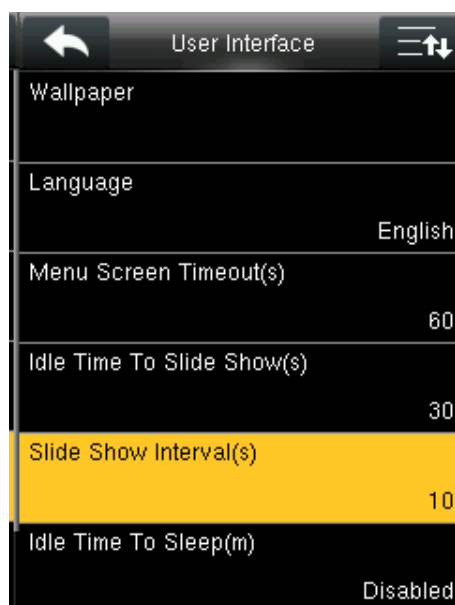 User Interface
Wallpaper
Language
English
Menu Screen Timeout(s)
60
Idle Time To Slide Show(s)
30
Slide Show Interval(s)
10
Idle Time To Sleep(m)
Disabled